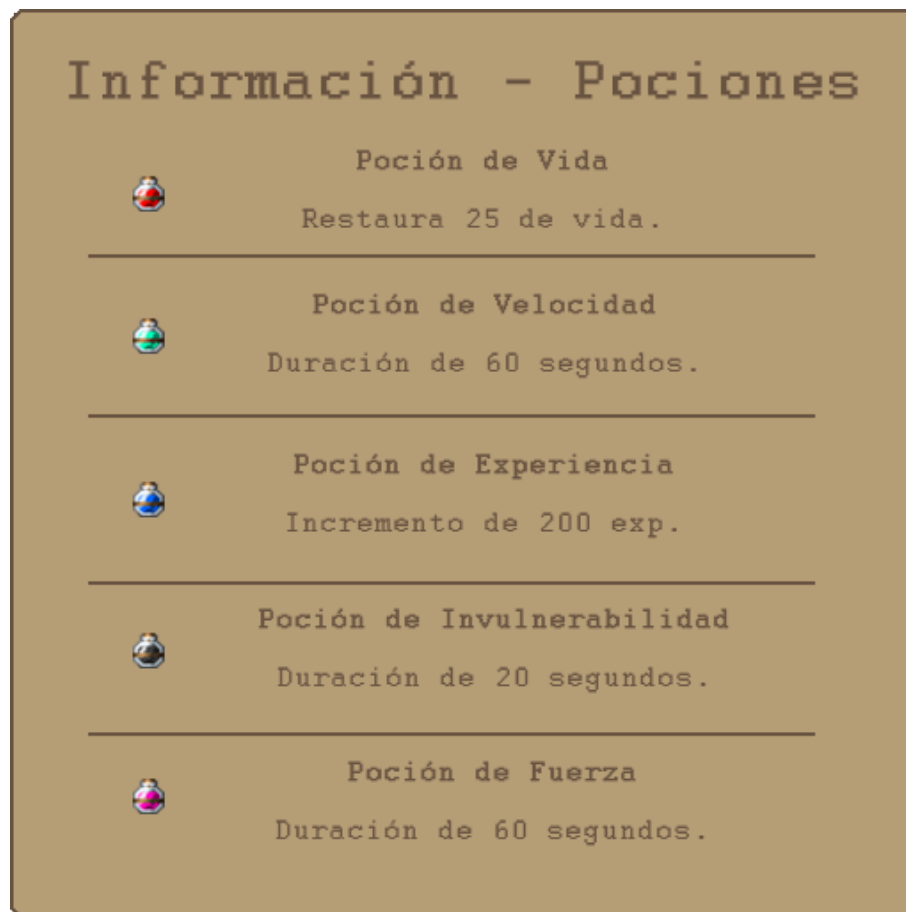 Información - Pociones
Poción de Vida
Restaura 25 de vida.
Poción de Velocidad
Duración de 60 segundos.
Poción de Experiencia
Incremento de 200 exp.
Poción de Invulnerabilidad
Duración de 20 segundos.
Poción de Fuerza
Duración de 60 segundos.